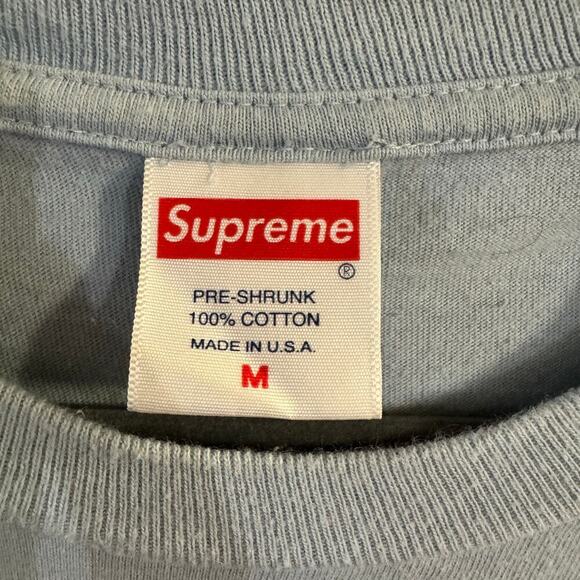 Supreme
®
PRE-SHRUNK
100% COTTON
MADE IN U.S.A.
M